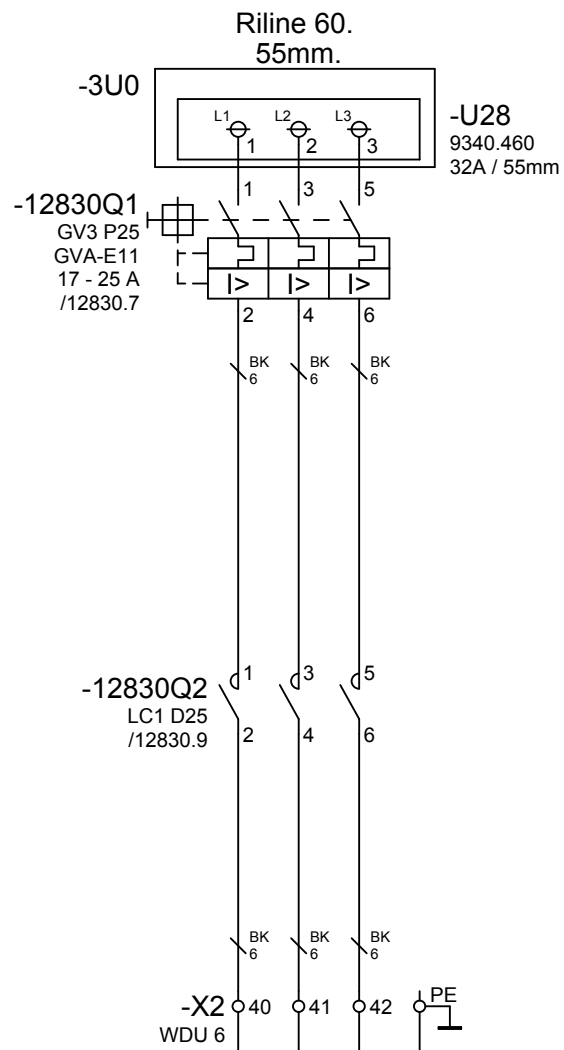 Riline 60.
55mm.
-3U0
L1 L2 L3
1 2 3
-U28
9340.460
32A / 55mm
1 3 5
-12830Q1
GV3 P25
GVA-E11
17 - 25 A
/12830.7
I> I> I>
2 4 6
BK BK BK
6 6 6
1 3 5
-12830Q2
LC1 D25
/12830.9
2 4 6
BK BK BK
6 6 6
-X2 40 41 42 PE
WDU 6